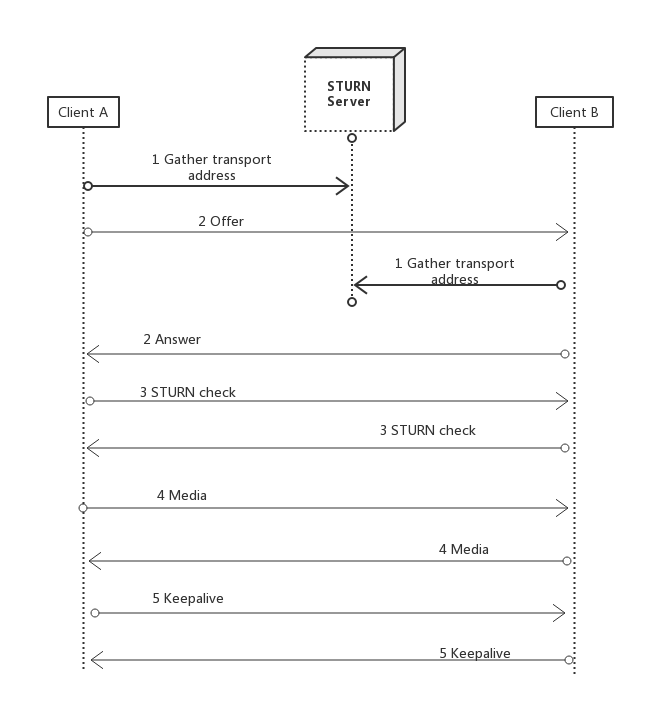 STURN
Server
Client A
Client B
1 Gather transport
address
2 Offer
1 Gather transport
address
2 Answer
3 STURN check
3 STURN check
4 Media
4 Media
5 Keepalive
5 Keepalive